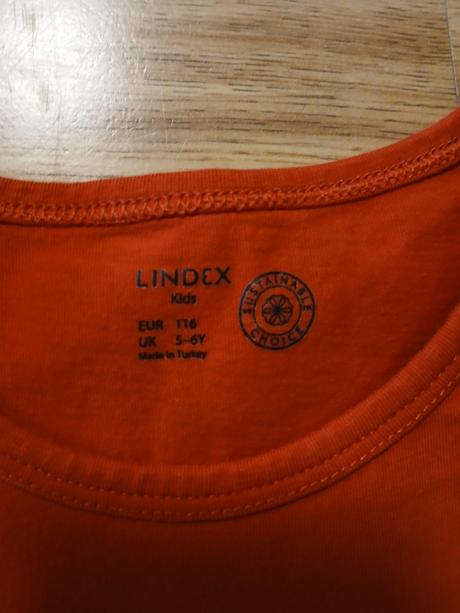 LINDEX
Kids
SUSTAINABLE
CHOICE
EUR 116
UK 5-6Y
Made in Turkey